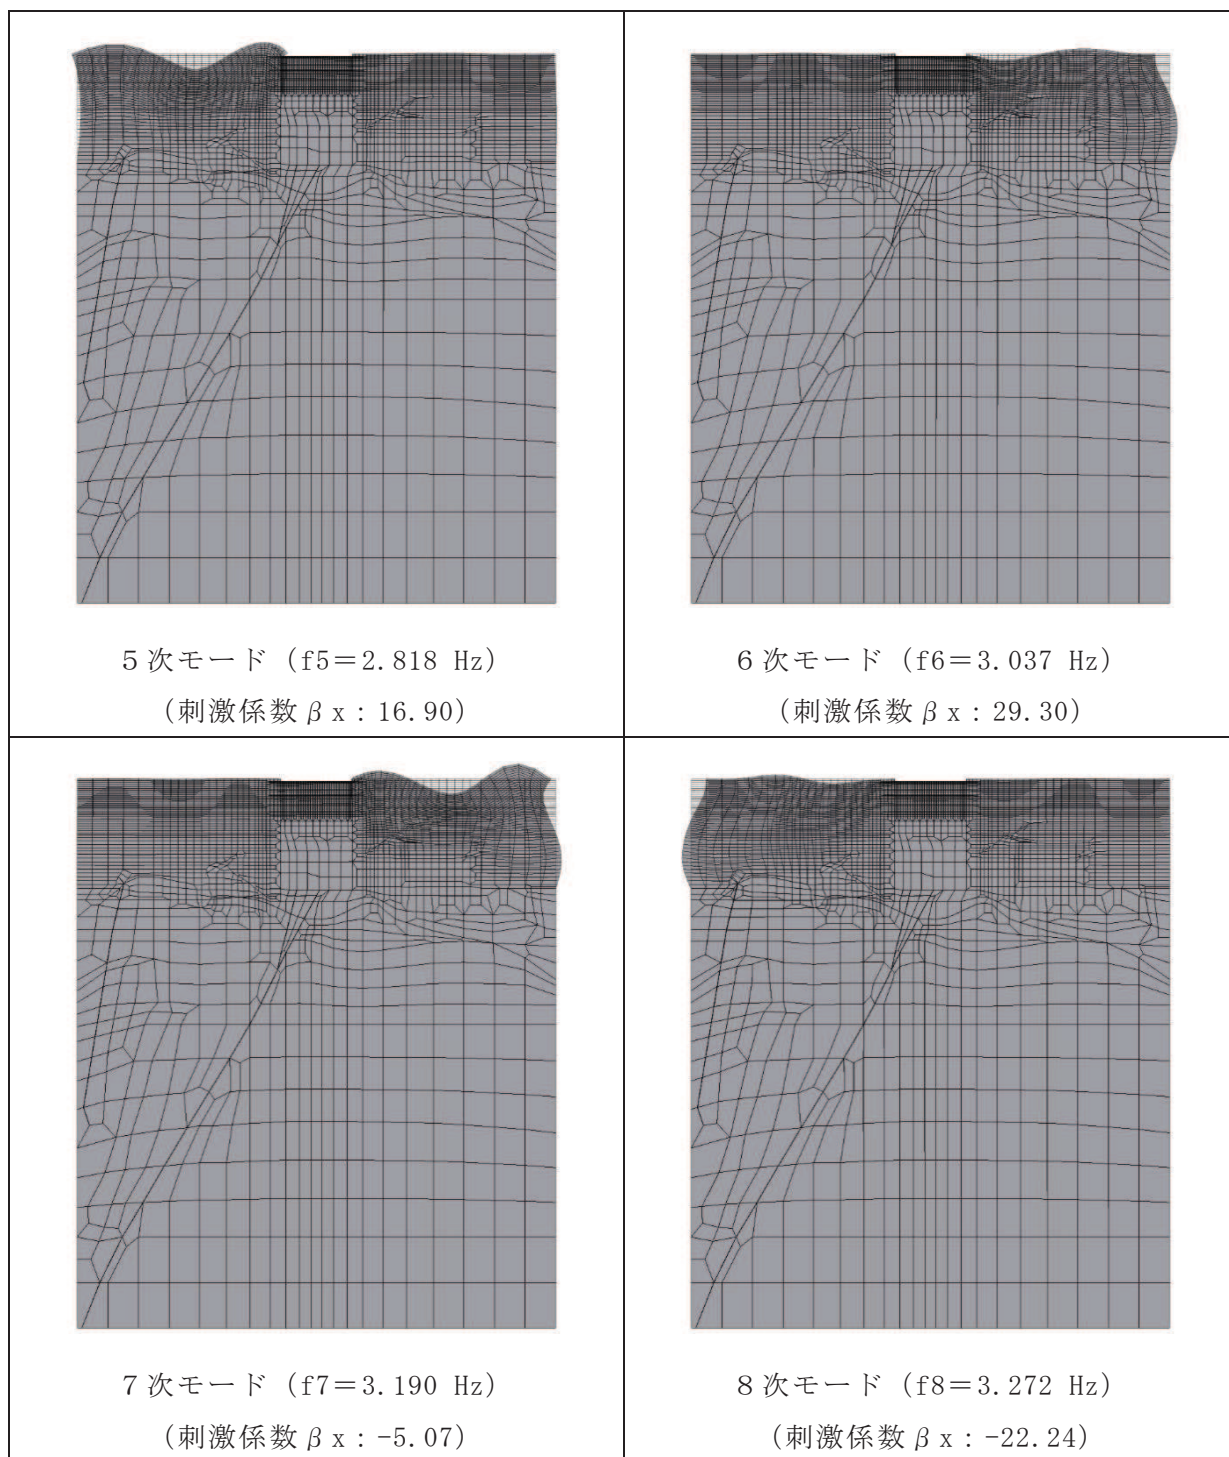 5次モード (f5=2.818 Hz)
(刺激係数βx:16.90)
6次モード (f6=3.037 Hz)
(刺激係数βx:29.30)
7次モード (f7=3.190 Hz)
(刺激係数βx:-5.07)
8次モード (f8=3.272 Hz)
(刺激係数βx:-22.24)